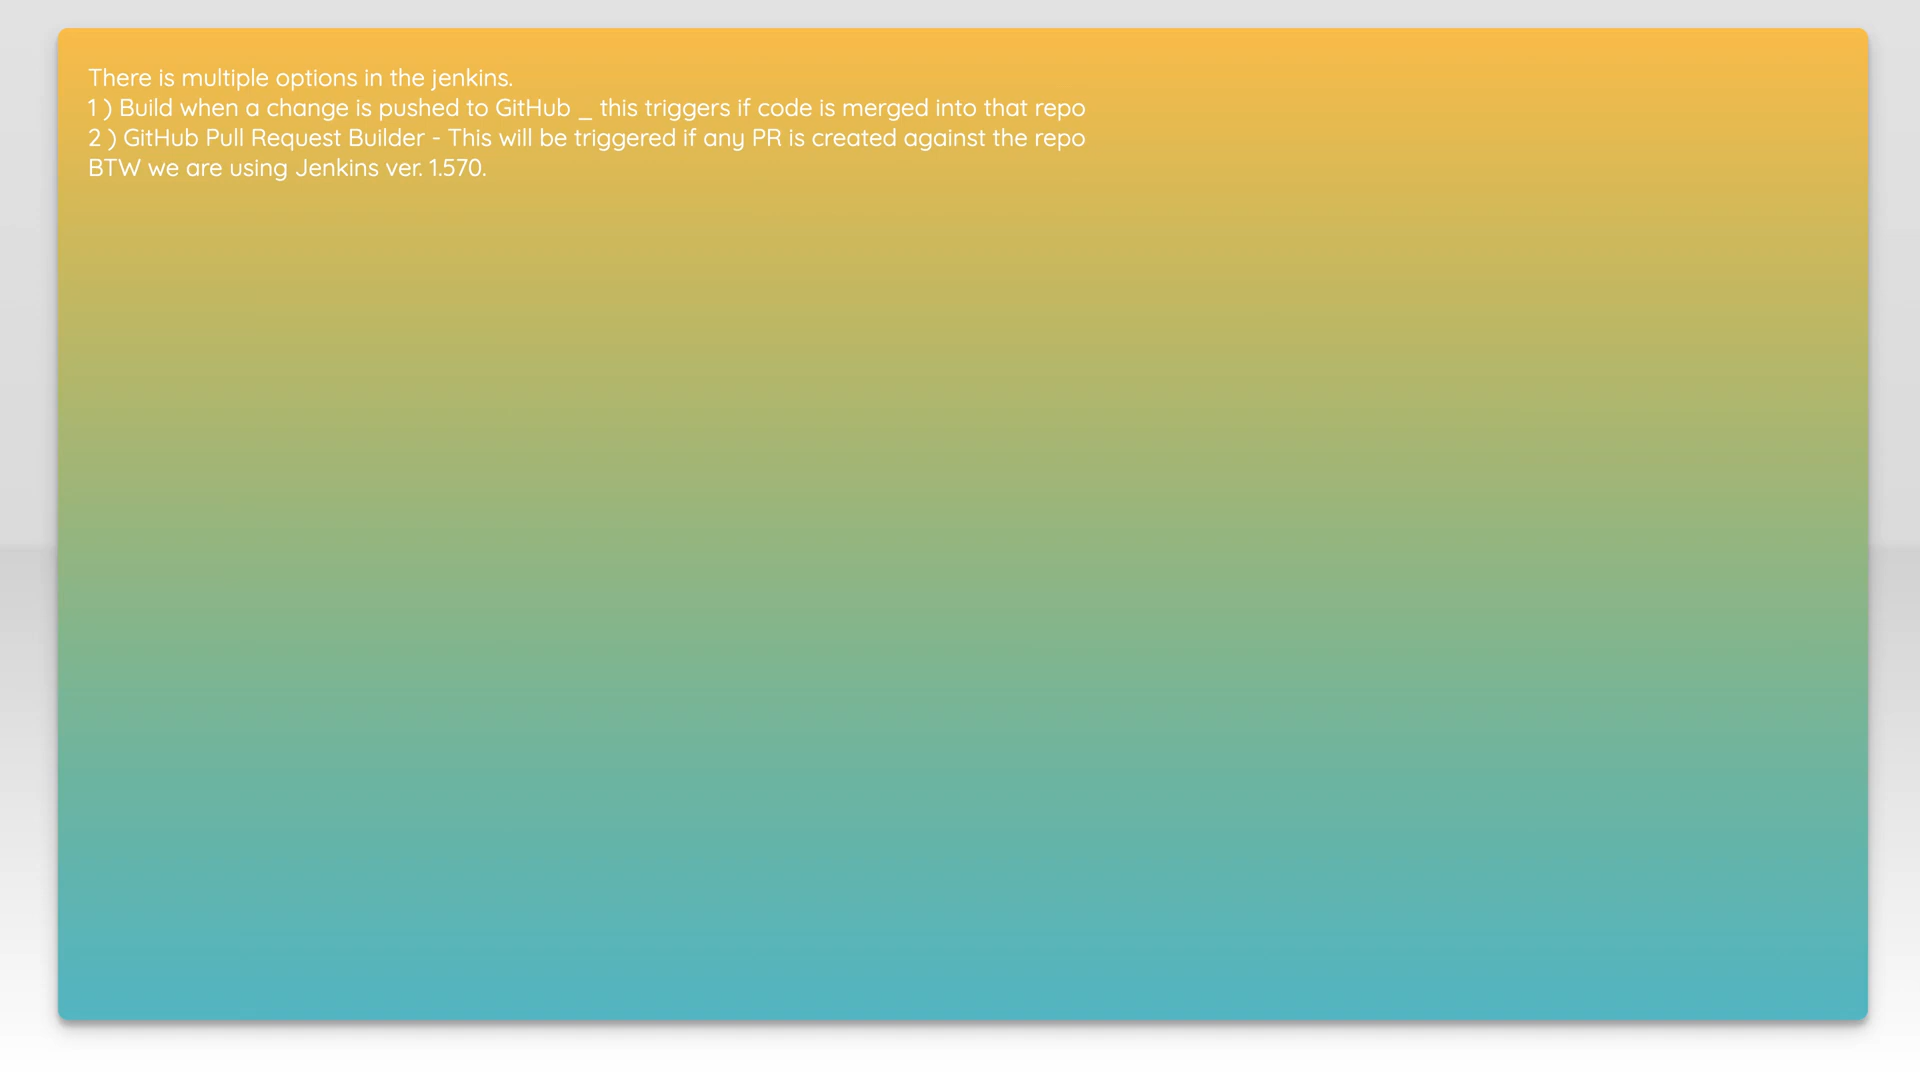 There is multiple options in the jenkins.
1 ) Build when a change is pushed to GitHub _ this triggers if code is merged into that repo
2 ) GitHub Pull Request Builder - This will be triggered if any PR is created against the repo
BTW we are using Jenkins ver. 1.570.